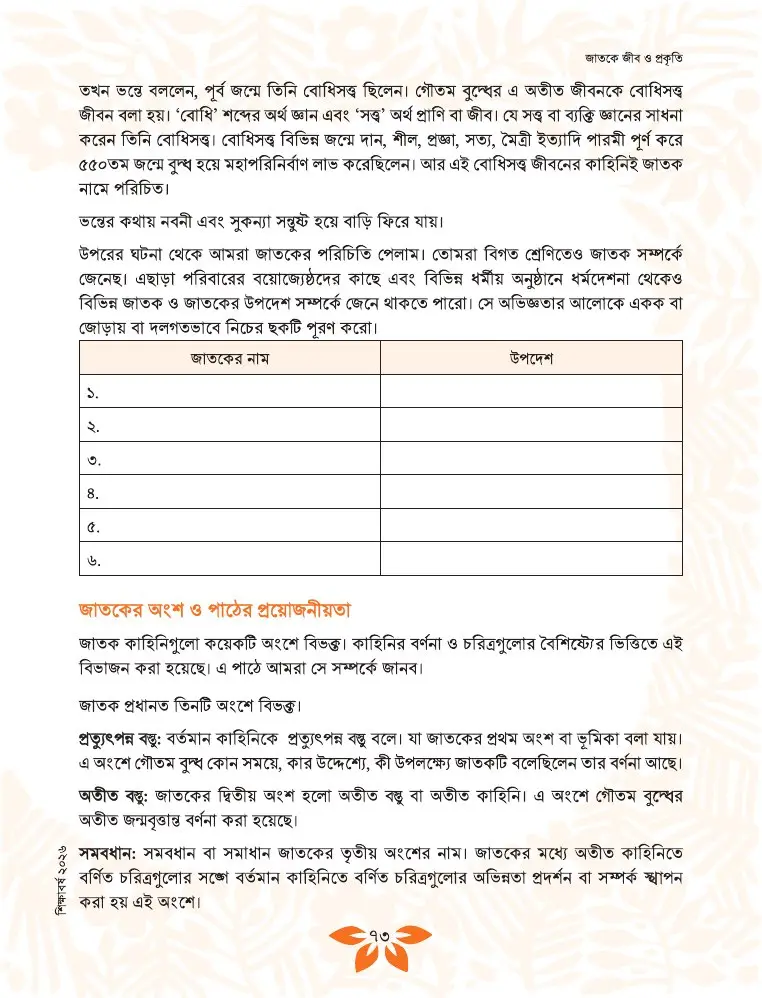 জাতকে জীব ও প্রকৃতি
তখন ভন্তে বললেন, পূর্ব জন্মে তিনি বোধিসত্ত্ব ছিলেন। গৌতম বুদ্ধের এ অতীত জীবনকে বোধিসত্ত্ব
জীবন বলা হয়। ‘বোধি’ শব্দের অর্থ জ্ঞান এবং ‘সত্ত্ব’ অর্থ প্রাণি বা জীব। যে সত্ত্ব বা ব্যক্তি জ্ঞানের সাধনা
করেন তিনি বোধিসত্ত্ব। বোধিসত্ত্ব বিভিন্ন জন্মে দান, শীল, প্রজ্ঞা, সত্য, মৈত্রী ইত্যাদি পারমী পূর্ণ করে
৫৫০তম জন্মে বুদ্ধ হয়ে মহাপরিনির্বাণ লাভ করেছিলেন। আর এই বোধিসত্ত্ব জীবনের কাহিনিই জাতক
নামে পরিচিত।
ভন্তের কথায় নবনী এবং সুকন্যা সন্তুষ্ট হয়ে বাড়ি ফিরে যায়।
উপরের ঘটনা থেকে আমরা জাতকের পরিচিতি পেলাম। তোমরা বিগত শ্রেণিতেও জাতক সম্পর্কে
জেনেছ। এছাড়া পরিবারের বয়োজ্যেষ্ঠদের কাছে এবং বিভিন্ন ধর্মীয় অনুষ্ঠানে ধর্মদেশনা থেকেও
বিভিন্ন জাতক ও জাতকের উপদেশ সম্পর্কে জেনে থাকতে পারো। সে অভিজ্ঞতার আলোকে একক বা
জোড়ায় বা দলগতভাবে নিচের ছকটি পূরণ করো।
জাতকের নাম উপদেশ
১.
২.
৩.
৪.
৫.
৬.
জাতকের অংশ ও পাঠের প্রয়োজনীয়তা
জাতক কাহিনিগুলো কয়েকটি অংশে বিভক্ত। কাহিনির বর্ণনা ও চরিত্রগুলোর বৈশিষ্ট্যের ভিত্তিতে এই
বিভাজন করা হয়েছে। এ পাঠে আমরা সে সম্পর্কে জানব।
জাতক প্রধানত তিনটি অংশে বিভক্ত।
প্রত্যুৎপন্ন বস্তু: বর্তমান কাহিনিকে প্রত্যুৎপন্ন বস্তু বলে। যা জাতকের প্রথম অংশ বা ভূমিকা বলা যায়।
এ অংশে গৌতম বুদ্ধ কোন সময়ে, কার উদ্দেশ্যে, কী উপলক্ষ্যে জাতকটি বলেছিলেন তার বর্ণনা আছে।
অতীত বস্তু: জাতকের দ্বিতীয় অংশ হলো অতীত বস্তু বা অতীত কাহিনি। এ অংশে গৌতম বুদ্ধের
অতীত জন্মবৃত্তান্ত বর্ণনা করা হয়েছে।
সমবধান: সমবধান বা সমাধান জাতকের তৃতীয় অংশের নাম। জাতকের মধ্যে অতীত কাহিনিতে
বর্ণিত চরিত্রগুলোর সঙ্গে বর্তমান কাহিনিতে বর্ণিত চরিত্রগুলোর অভিন্নতা প্রদর্শন বা সম্পর্ক স্থাপন
করা হয় এই অংশে।
শিক্ষাবর্ষ ২০২৬
৭৩